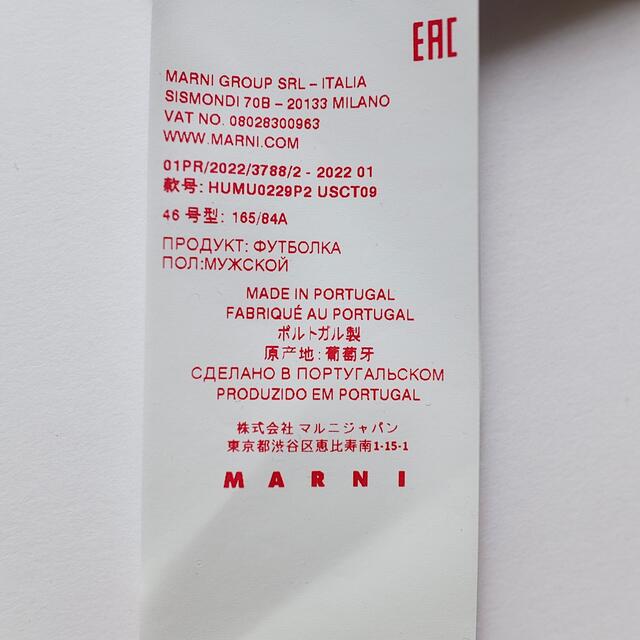 EAC
MARNI GROUP SRL – ITALIA
SISMONDI 70B – 20133 MILANO
VAT NO. 08028300963
WWW.MARNI.COM
01PR/2022/3788/2 - 2022 01
款号: HUMU0229P2 USCT09
46 号型: 165/84A
ПРОДУКТ: ФУТБОЛКА
ПОЛ:МУЖСКОЙ
MADE IN PORTUGAL
FABRIQUÉ AU PORTUGAL
ポルトガル製
原产地:葡萄牙
СДЕЛАНО В ПОРТУГАЛЬСКОМ
PRODUZIDO EM PORTUGAL
株式会社 マルニジャパン
東京都渋谷区恵比寿南1-15-1
MARNI